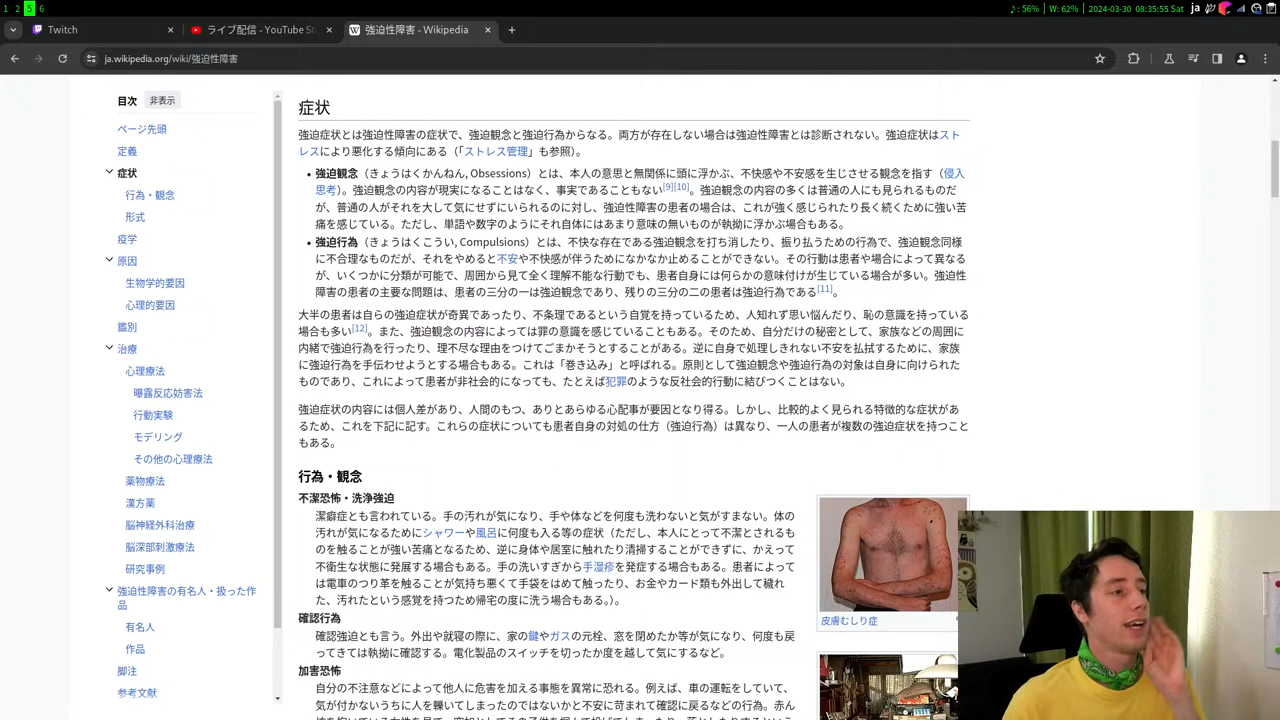 1 2 5 6
♪: 56% | W: 62% | 2024-03-30 08:35:55 Sat ja
Twitch
ライブ配信 - YouTube St
強迫性障害 - Wikipedia
ja.wikipedia.org/wiki/強迫性障害
目次 非表示
ページ先頭
定義
症状
行為・観念
形式
疫学
原因
生物学的要因
心理的要因
鑑別
治療
心理療法
曝露反応妨害法
行動実験
モデリング
その他の心理療法
薬物療法
漢方薬
脳神経外科治療
脳深部刺激療法
研究事例
強迫性障害の有名人・扱った作
品
有名人
作品
脚注
参考文献
症状
強迫症状とは強迫性障害の症状で、強迫観念と強迫行為からなる。両方が存在しない場合は強迫性障害とは診断されない。強迫症状はスト
レスにより悪化する傾向にある（「ストレス管理」も参照）。
• 強迫観念（きょうはくかんねん, Obsessions）とは、本人の意思と無関係に頭に浮かぶ、不快感や不安感を生じさせる観念を指す（侵入
思考）。強迫観念の内容が現実になることはなく、事実であることもない[9][10]。強迫観念の内容の多くは普通の人にも見られるものだ
が、普通の人がそれを大して気にせずにいられるのに対し、強迫性障害の患者の場合は、これが強く感じられたり長く続くために強い苦
痛を感じている。ただし、単語や数字のようにそれ自体にはあまり意味の無いものが執拗に浮かぶ場合もある。
• 強迫行為（きょうはくこうい, Compulsions）とは、不快な存在である強迫観念を打ち消したり、振り払うための行為で、強迫観念同様
に不合理なものだが、それをやめると不安や不快感が伴うためになかなか止めることができない。その行動は患者や場合によって異なる
が、いくつかに分類が可能で、周囲から見て全く理解不能な行動でも、患者自身には何らかの意味付けが生じている場合が多い。強迫性
障害の患者の主要な問題は、患者の三分の一は強迫観念であり、残りの三分の二の患者は強迫行為である[11]。
大半の患者は自らの強迫症状が奇異であったり、不条理であるという自覚を持っているため、人知れず思い悩んだり、恥の意識を持っている
場合も多い[12]。また、強迫観念の内容によっては罪の意識を感じていることもある。そのため、自分だけの秘密として、家族などの周囲に
内緒で強迫行為を行ったり、理不尽な理由をつけてごまかそうとすることがある。逆に自身で処理しきれない不安を払拭するために、家族
に強迫行為を手伝わせようとする場合もある。これは「巻き込み」と呼ばれる。原則として強迫観念や強迫行為の対象は自身に向けられた
ものであり、これによって患者が非社会的になっても、たとえば犯罪のような反社会的行動に結びつくことはない。
強迫症状の内容には個人差があり、人間のもつ、ありとあらゆる心配事が要因となり得る。しかし、比較的よく見られる特徴的な症状があ
るため、これを下記に記す。これらの症状についても患者自身の対処の仕方（強迫行為）は異なり、一人の患者が複数の強迫症状を持つこと
もある。
行為・観念
不潔恐怖・洗浄強迫
潔癖症とも言われている。手の汚れが気になり、手や体などを何度も洗わないと気がすまない。体の
汚れが気になるためにシャワーや風呂に何度も入る等の症状（ただし、本人にとって不潔とされるも
のを触ることが強い苦痛となるため、逆に身体や居室に触れたり清掃することができずに、かえって
不衛生な状態に発展する場合もある。手の洗いすぎから手湿疹を発症する場合もある。患者によって
は電車のつり革を触ることが気持ち悪くて手袋をはめて触ったり、お金やカード類も外出して穢れ
た、汚れたという感覚を持つため帰宅の度に洗う場合もある。）。
確認行為
確認強迫とも言う。外出や就寝の際に、家の鍵やガスの元栓、窓を閉めたか等が気になり、何度も戻
ってきては執拗に確認する。電化製品のスイッチを切ったか度を越して気にするなど。
加害恐怖
自分の不注意などによって他人に危害を加える事態を異常に恐れる。例えば、車の運転をしていて、
気が付かないうちに人を轢いてしまったのではないかと不安に苛まれて確認に戻るなどの行為。赤ん
皮膚むしり症